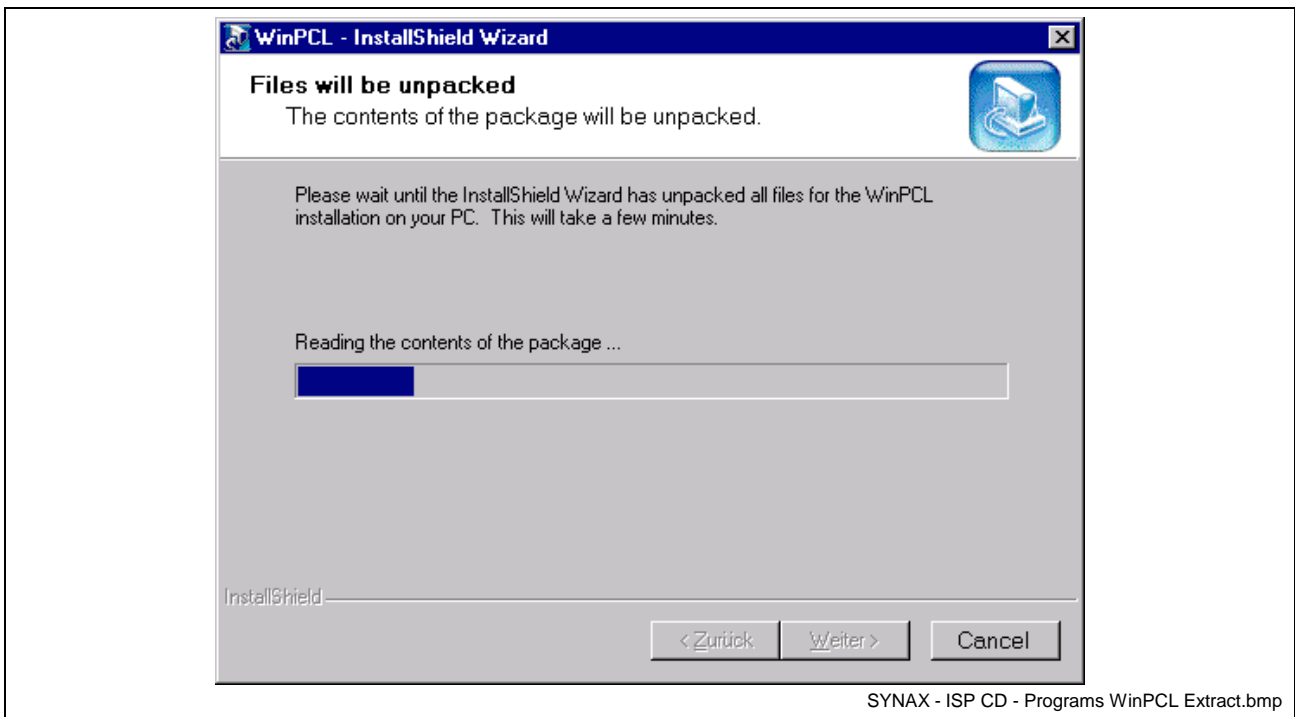 WinPCL - InstallShield Wizard
Files will be unpacked
The contents of the package will be unpacked.
Please wait until the InstallShield Wizard has unpacked all files for the WinPCL
installation on your PC. This will take a few minutes.
Reading the contents of the package ...
InstallShield
< Zurück Weiter > Cancel
SYNAX - ISP CD - Programs WinPCL Extract.bmp